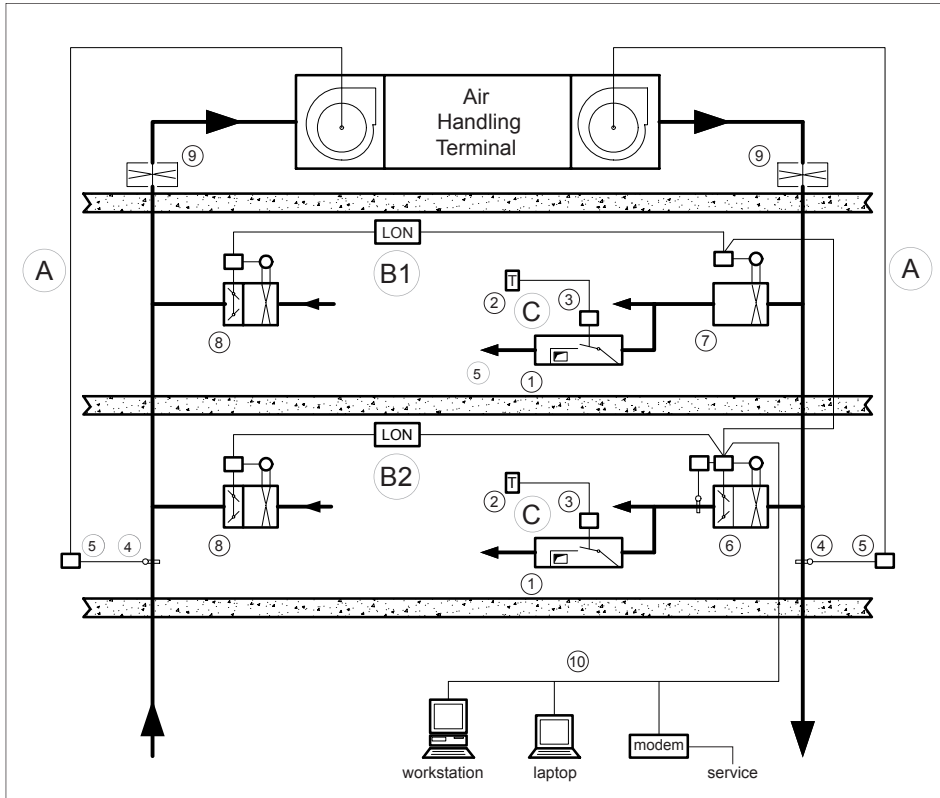 Air
Handling
Terminal
9
9
A
LON
B1
T
2
3
C
A
8
7
5
1
LON
B2
T
2
3
C
8
6
5
4
4
5
1
10
modem
workstation
laptop
service